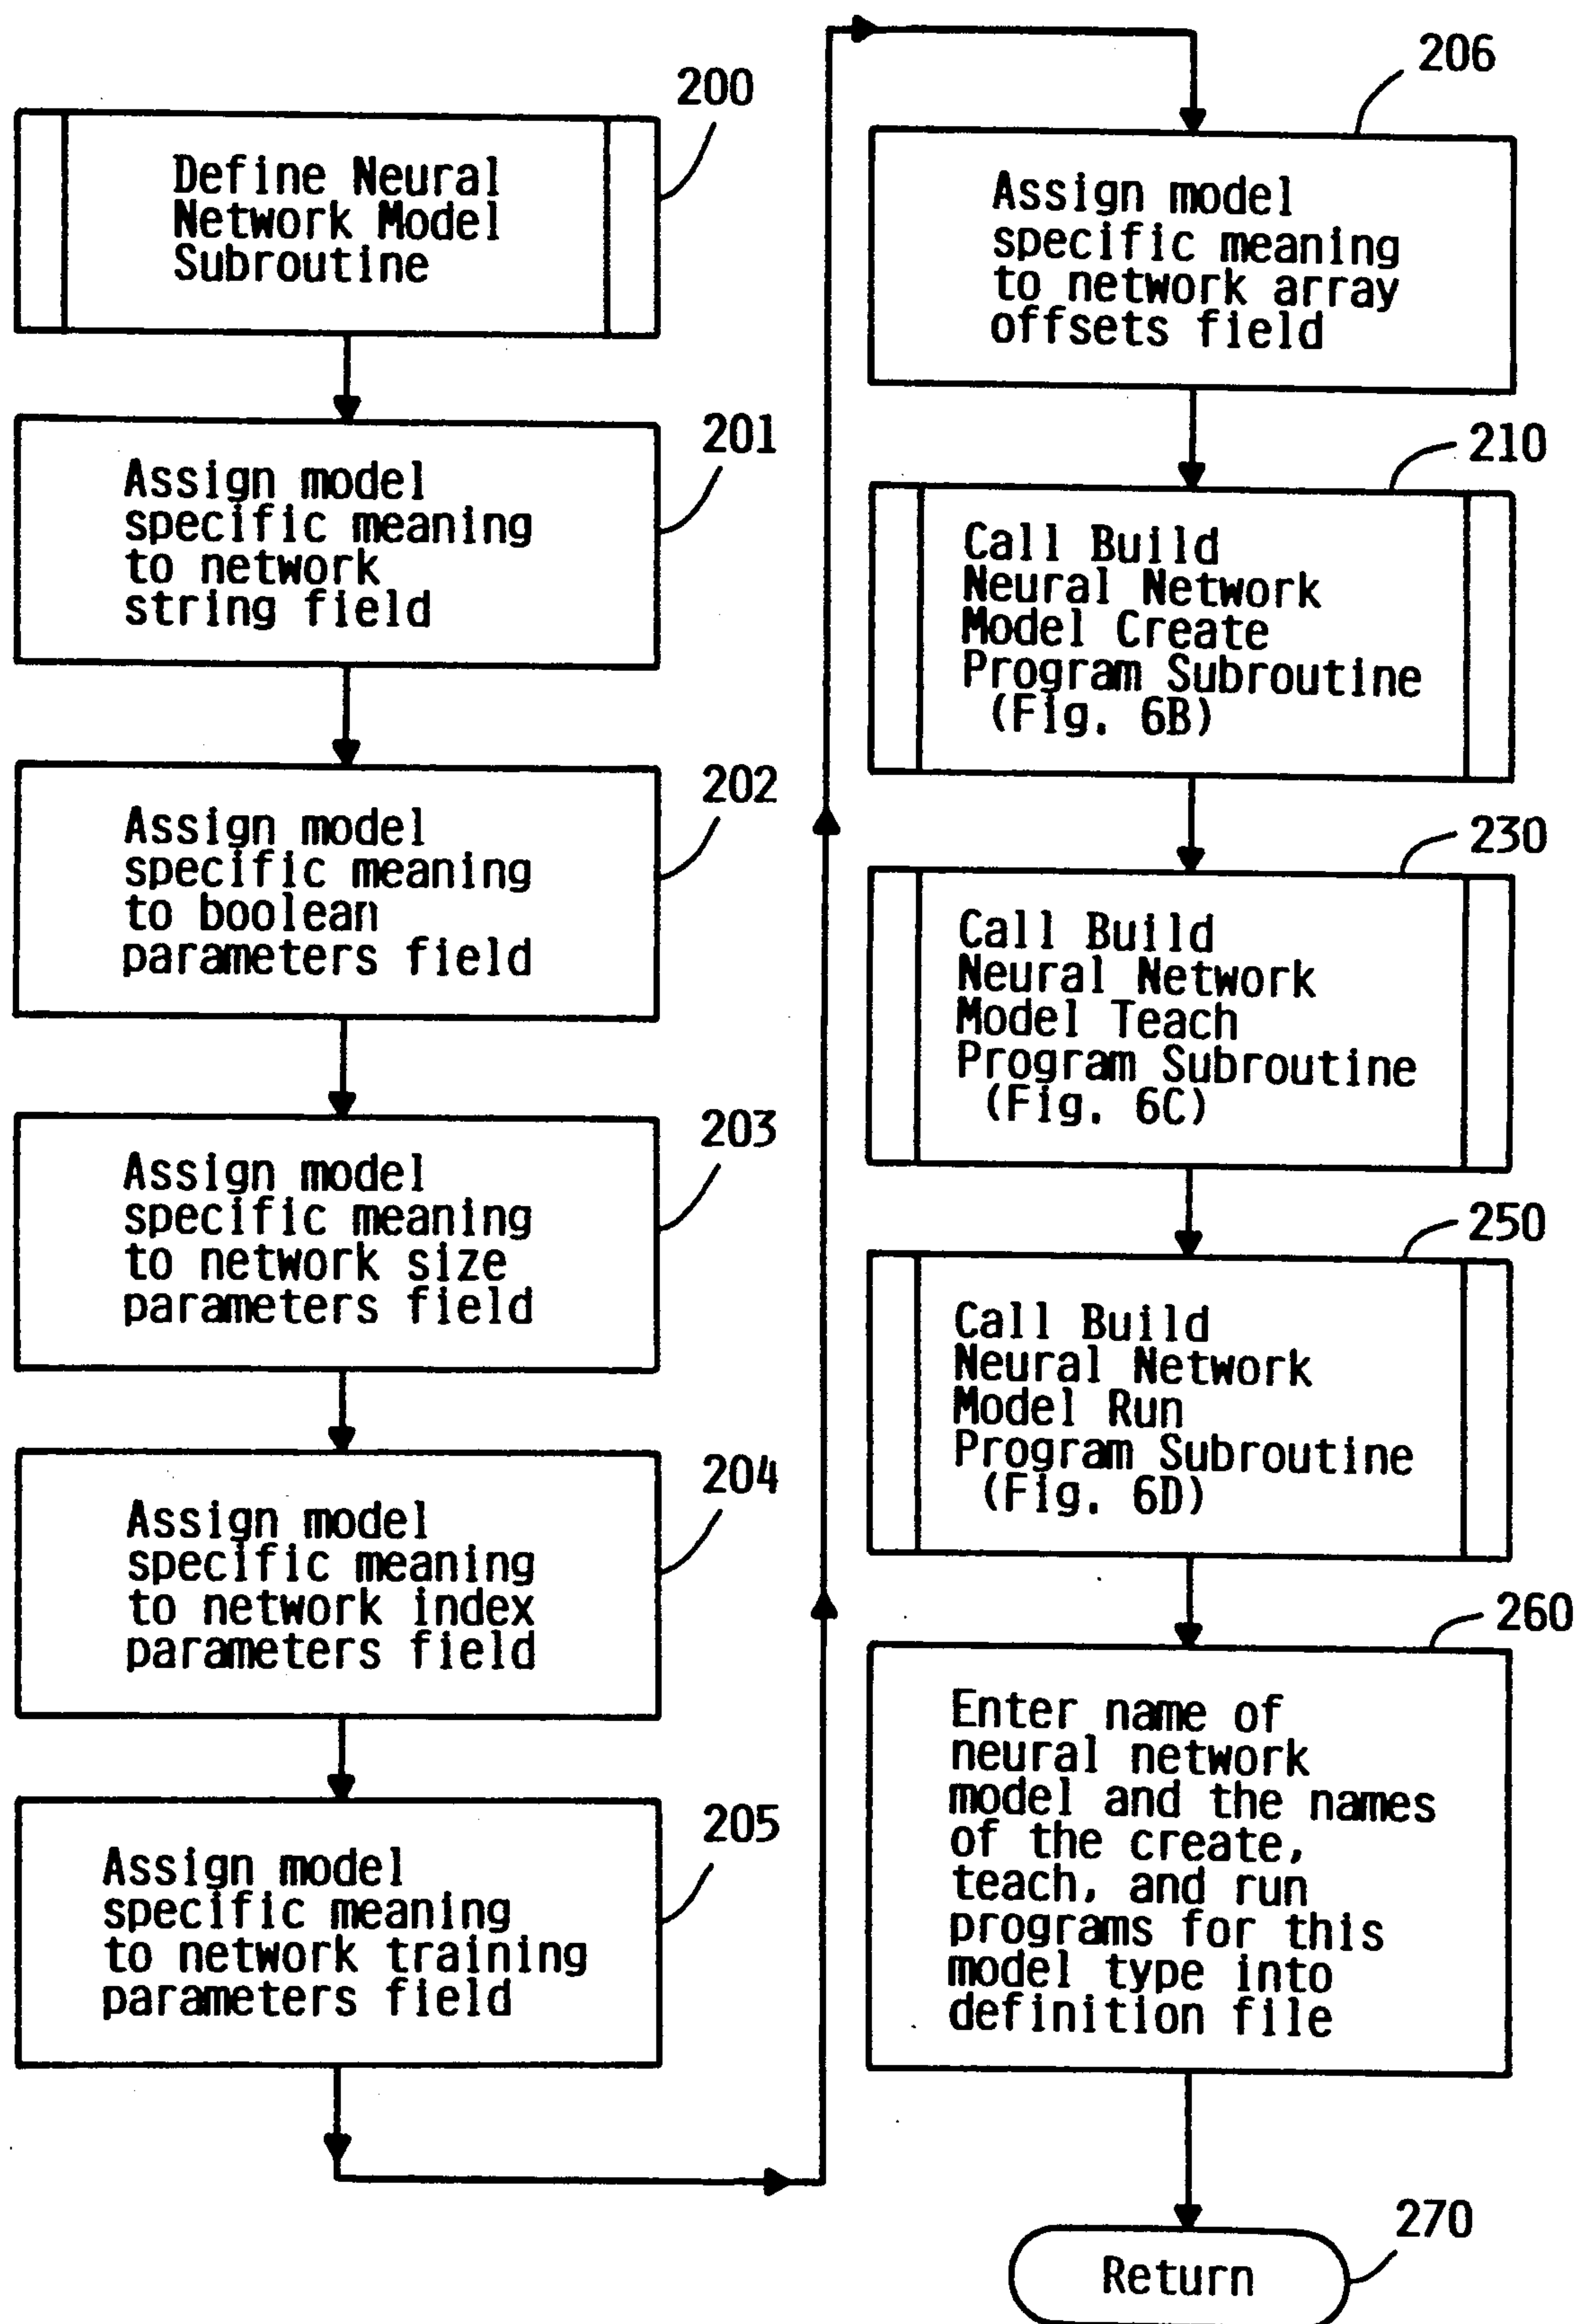 200
Define Neural
Network Model
Subroutine
201
Assign model
specific meaning
to network
string field
202
Assign model
specific meaning
to boolean
parameters field
203
Assign model
specific meaning
to network size
parameters field
204
Assign model
specific meaning
to network index
parameters field
205
Assign model
specific meaning
to network training
parameters field
206
Assign model
specific meaning
to network array
offsets field
210
Call Build
Neural Network
Model Create
Program Subroutine
(Fig. 6B)
230
Call Build
Neural Network
Model Teach
Program Subroutine
(Fig. 6C)
250
Call Build
Neural Network
Model Run
Program Subroutine
(Fig. 6D)
260
Enter name of
neural network
model and the names
of the create,
teach, and run
programs for this
model type into
definition file
270
Return